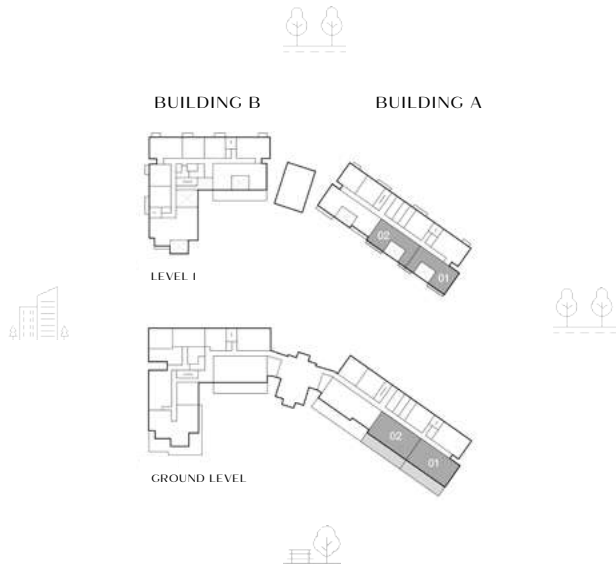 BUILDING B
BUILDING A
02
01
LEVEL 1
02
01
GROUND LEVEL